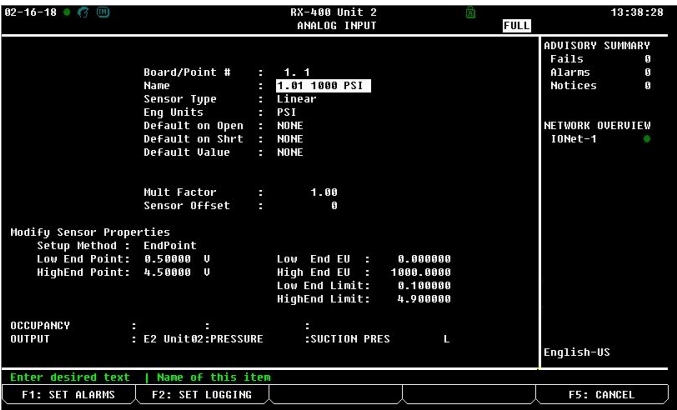 02-16-18 RX-400 Unit 2 13:38:28
ANALOG INPUT FULL
ADVISORY SUMMARY
Fails 0
Alarms 0
Notices 0
NETWORK OVERVIEW
IONet-1
Board/Point # : 1. 1
Name : 1.01 1000 PSI
Sensor Type : Linear
Eng Units : PSI
Default on Open : NONE
Default on Shrt : NONE
Default Value : NONE
Mult Factor : 1.00
Sensor Offset : 0
Modify Sensor Properties
Setup Method : EndPoint
Low End Point: 0.50000 V Low End EU : 0.000000
HighEnd Point: 4.50000 V High End EU : 1000.0000
Low End Limit: 0.100000
HighEnd Limit: 4.900000
OCCUPANCY : : :
OUTPUT : E2 Unit02:PRESSURE :SUCTION PRES L
English-US
Enter desired text | Name of this item
F1: SET ALARMS F2: SET LOGGING F5: CANCEL